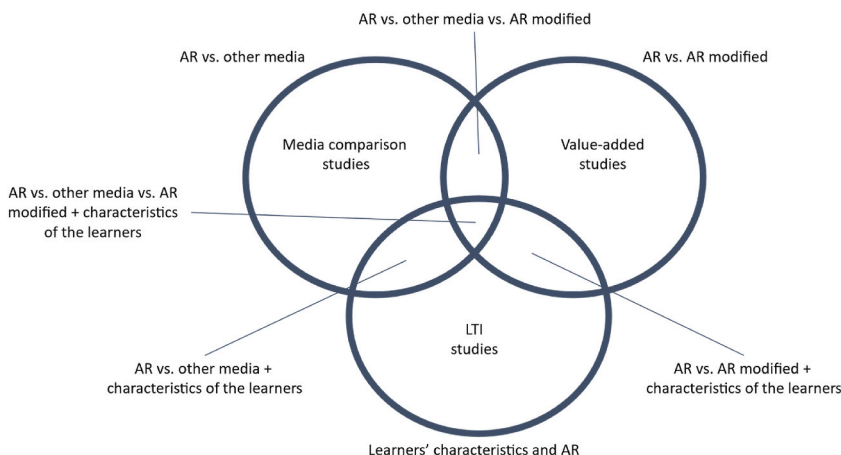 AR vs. other media vs. AR modified
AR vs. other media
AR vs. AR modified
Media comparison
studies
Value-added
studies
AR vs. other media vs. AR
modified + characteristics
of the learners
LTI
studies
AR vs. other media +
characteristics of the learners
AR vs. AR modified +
characteristics of the learners
Learners’ characteristics and AR